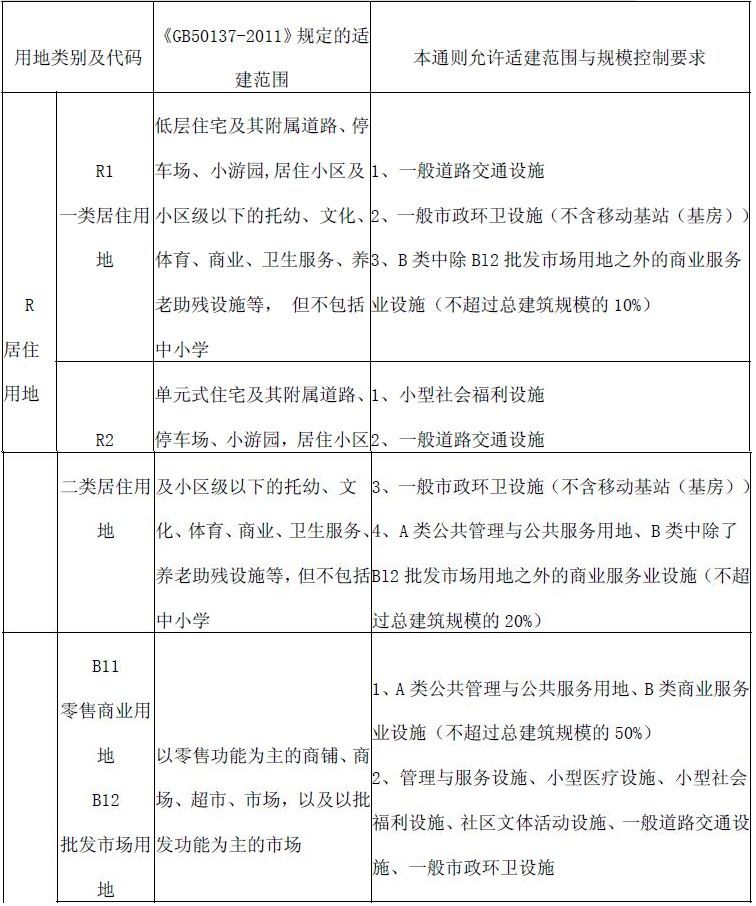 用地类别及代码
《GB50137-2011》规定的适
建范围
本通则允许适建范围与规模控制要求
R
居住
用地
R1
一类居住用
地
低层住宅及其附属道路、停
车场、小游园,居住小区及
小区级以下的托幼、文化、
体育、商业、卫生服务、养
老助残设施等， 但不包括
中小学
1、一般道路交通设施
2、一般市政环卫设施（不含移动基站（基房））
3、B类中除B12批发市场用地之外的商业服务
业设施（不超过总建筑规模的10%）
R2
二类居住用
地
单元式住宅及其附属道路、
停车场、小游园，居住小区
及小区级以下的托幼、文
化、体育、商业、卫生服务、
养老助残设施等，但不包括
中小学
1、小型社会福利设施
2、一般道路交通设施
3、一般市政环卫设施（不含移动基站（基房））
4、A类公共管理与公共服务用地、B类中除了
B12批发市场用地之外的商业服务业设施（不超
过总建筑规模的20%）
B11
零售商业用
地
B12
批发市场用
地
以零售功能为主的商铺、商
场、超市、市场，以及以批
发功能为主的市场
1、A类公共管理与公共服务用地、B类商业服务
业设施（不超过总建筑规模的50%）
2、管理与服务设施、小型医疗设施、小型社会
福利设施、社区文体活动设施、一般道路交通设
施、一般市政环卫设施